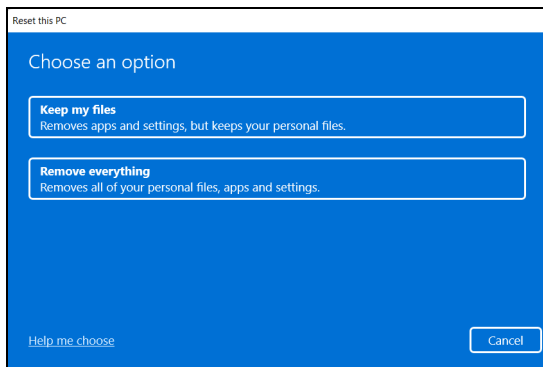 Reset this PC
Choose an option
Keep my files
Removes apps and settings, but keeps your personal files.
Remove everything
Removes all of your personal files, apps and settings.
Help me choose
Cancel